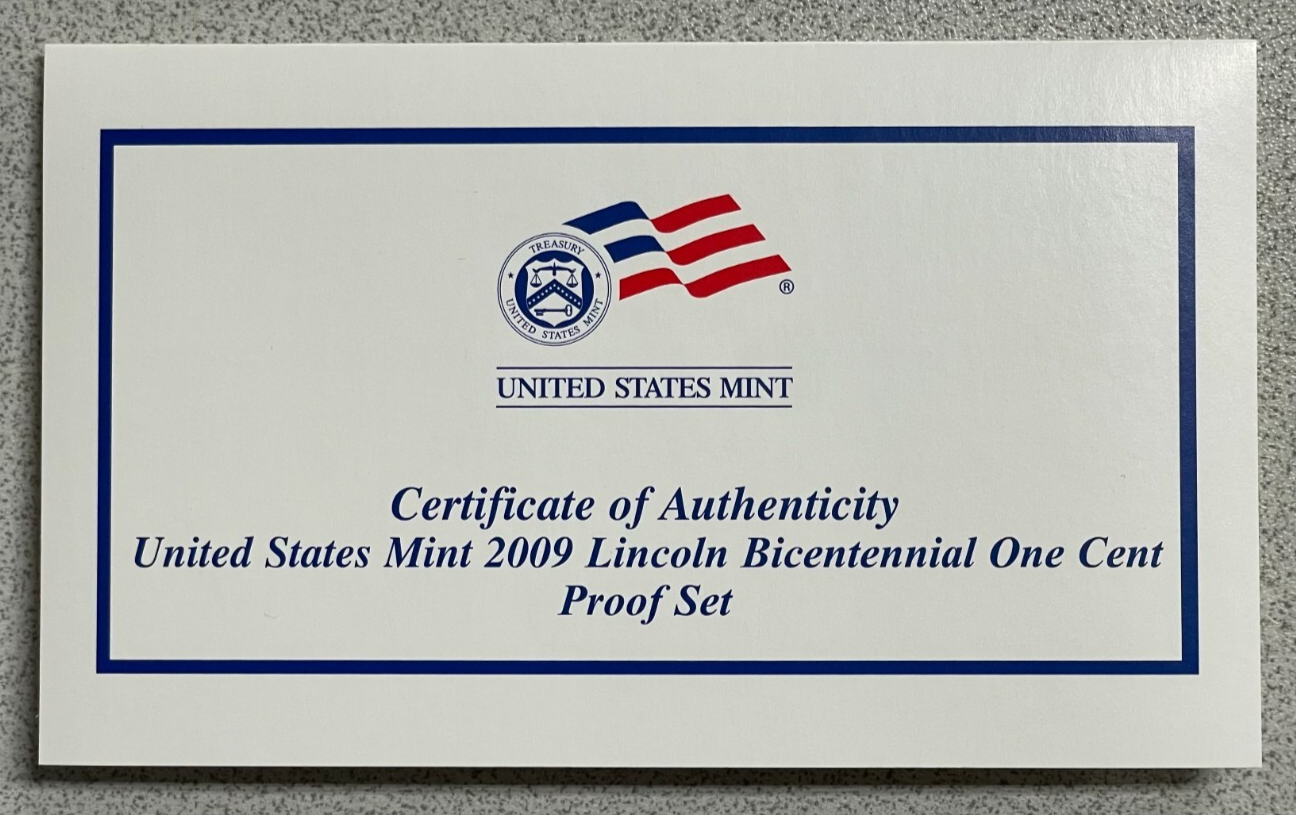 TREASURY
UNITED STATES MINT
®
UNITED STATES MINT
Certificate of Authenticity
United States Mint 2009 Lincoln Bicentennial One Cent
Proof Set